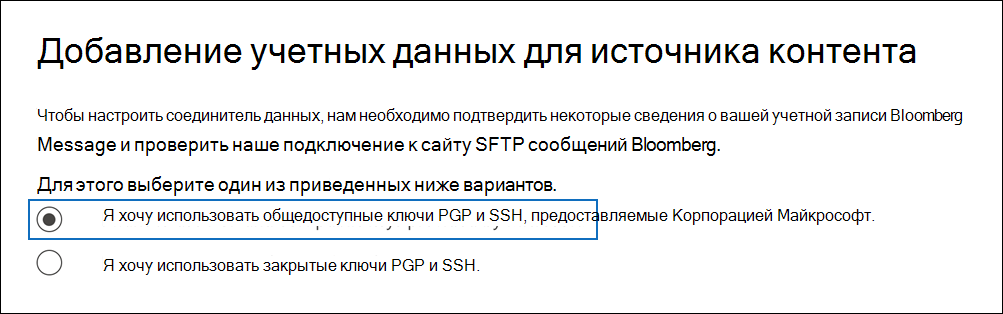 Добавление учетных данных для источника контента
Чтобы настроить соединитель данных, нам необходимо подтвердить некоторые сведения о вашей учетной записи Bloomberg
Message и проверить наше подключение к сайту SFTP сообщений Bloomberg.
Для этого выберите один из приведенных ниже вариантов.
Я хочу использовать общедоступные ключи PGP и SSH, предоставляемые Корпорацией Майкрософт.
Я хочу использовать закрытые ключи PGP и SSH.